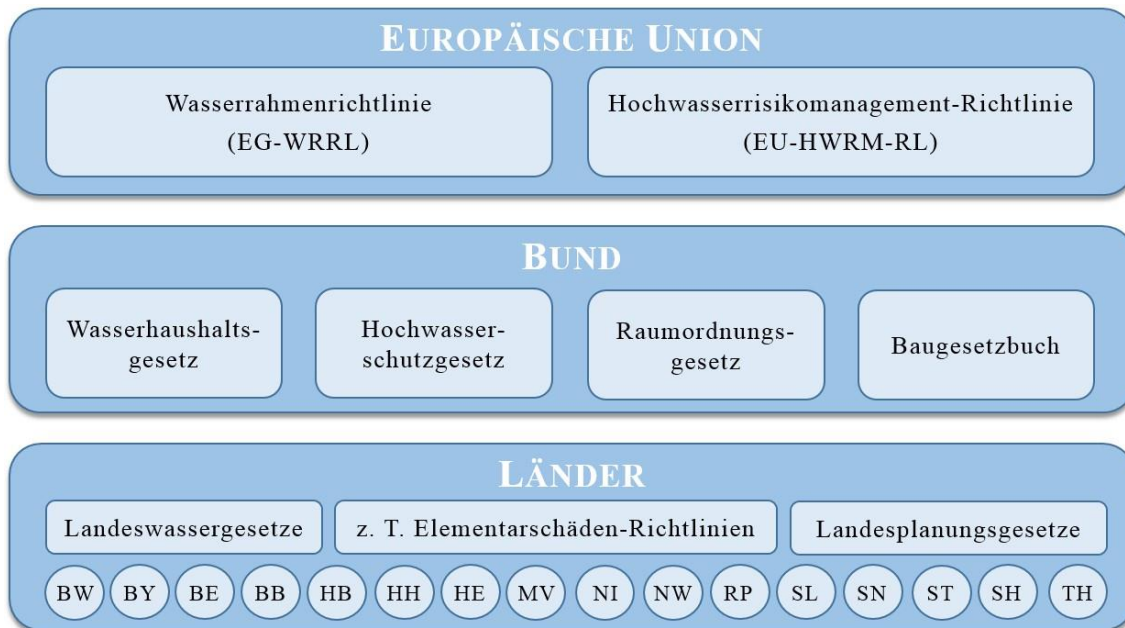 EUROPÄISCHE UNION
Wasserrahmenrichtlinie
(EG-WRRL)
Hochwasserrisikomanagement-Richtlinie
(EU-HWRM-RL)
BUND
Wasserhaushalts-
gesetz
Hochwasser-
schutzgesetz
Raumordnungs-
gesetz
Baugesetzbuch
LÄNDER
Landeswassergesetze
z. T. Elementarschäden-Richtlinien
Landesplanungsgesetze
BW BY BE BB HB HH HE MV NI NW RP SL SN ST SH TH